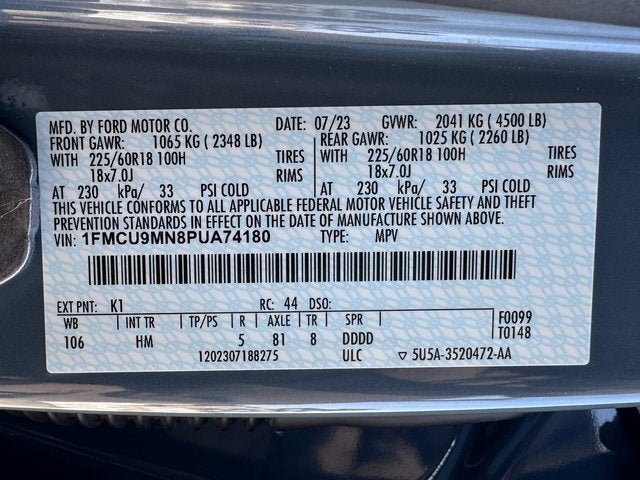 MFD. BY FORD MOTOR CO. DATE: 07/23 GVWR: 2041 KG ( 4500 LB)
FRONT GAWR: 1065 KG ( 2348 LB) REAR GAWR: 1025 KG ( 2260 LB)
WITH 225/60R18 100H TIRES WITH 225/60R18 100H TIRES
18x7.0J RIMS 18x7.0J RIMS
AT 230 kPa/ 33 PSI COLD AT 230 kPa/ 33 PSI COLD
THIS VEHICLE CONFORMS TO ALL APPLICABLE FEDERAL MOTOR VEHICLE SAFETY AND THEFT
PREVENTION STANDARDS IN EFFECT ON THE DATE OF MANUFACTURE SHOWN ABOVE.
VIN: 1FMCU9MN8PUA74180 TYPE: MPV
EXT PNT: K1 RC: 44 DSO: F0099
WB INT TR TP/PS R AXLE TR SPR T0148
106 HM 5 81 8 DDDD
1202307188275 ULC ▽ 5U5A-3520472-AA